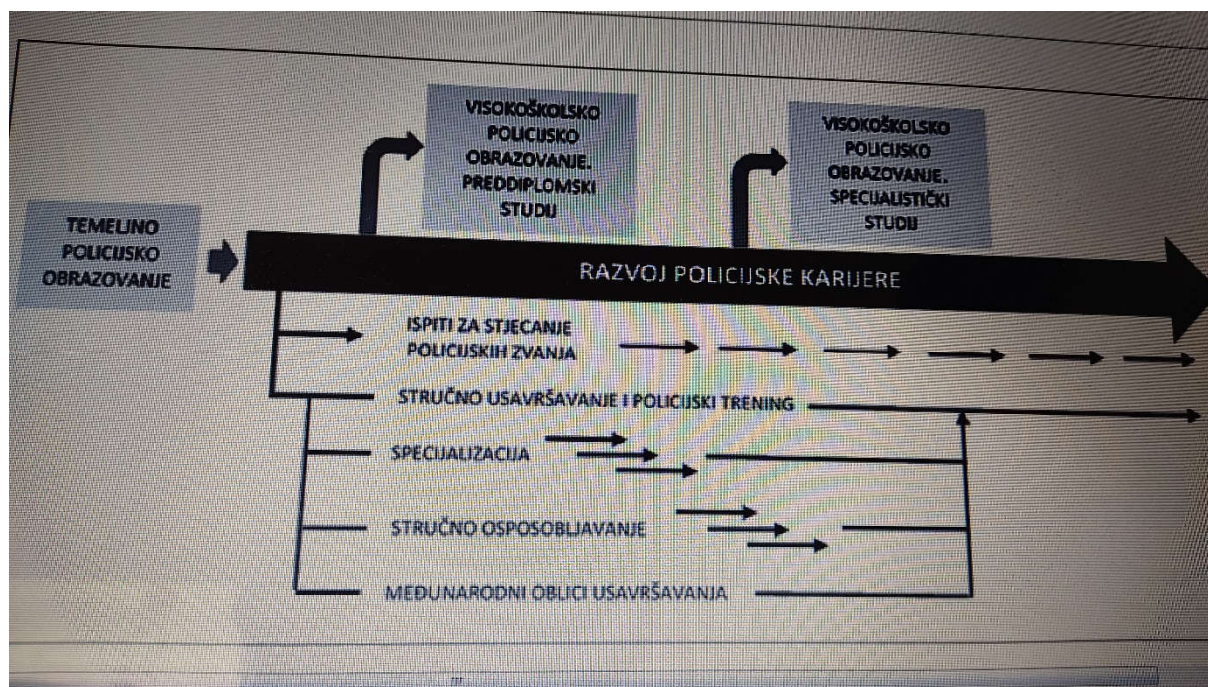 VISOKOŠKOLSKO
POLICIJSKO
OBRAZOVANJE.
PREDDIPLOMSKI
STUDIJ
VISOKOŠKOLSKO
POLICIJSKO
OBRAZOVANJE.
SPECIJALISTIČKI
STUDIJ
TEMELJNO
POLICIJSKO
OBRAZOVANJE
RAZVOJ POLICIJSKE KARIJERE
ISPITI ZA STJECANJE
POLICIJSKIH ZVANJA
STRUČNO USAVRŠAVANJE I POLICIJSKI TRENING
SPECIJALIZACIJA
STRUČNO OSPOSOBLJAVANJE
MEĐUNARODNI OBLICI USAVRŠAVANJA